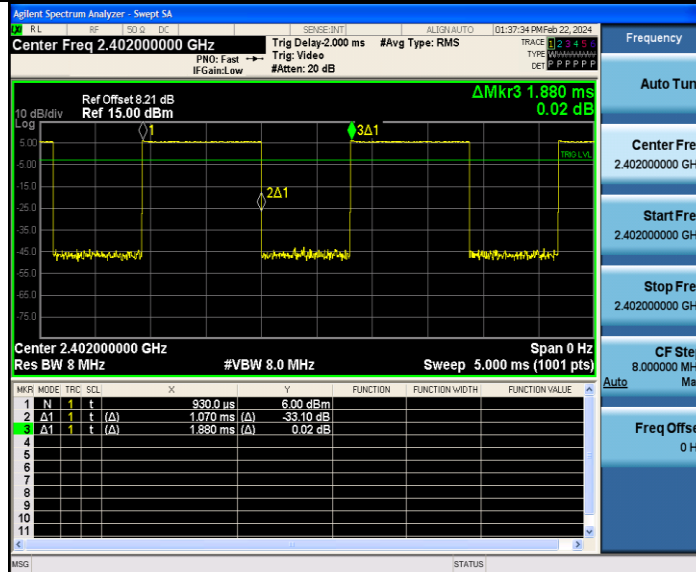 Agilent Spectrum Analyzer - Swept SA
RL RF 50 Ω DC SENSE:INT ALIGN AUTO 01:37:34 PM Feb 22, 2024
Center Freq 2.402000000 GHz
PNO: Fast
IFGain:Low
Trig Delay-2.000 ms
Trig: Video
#Atten: 20 dB
#Avg Type: RMS
TRACE 1 2 3 4 5 6
TYPE W
DET P P P P P P
ΔMkr3 1.880 ms
0.02 dB
Ref Offset 8.21 dB
10 dB/div Ref 15.00 dBm
Log
1
3Δ1
5.00
TRIG LVL
-5.00
-15.0
2Δ1
-25.0
-35.0
-45.0
-55.0
-65.0
-75.0
Center 2.402000000 GHz Span 0 Hz
Res BW 8 MHz #VBW 8.0 MHz Sweep 5.000 ms (1001 pts)
MKR MODE TRC SCL X Y FUNCTION FUNCTION WIDTH FUNCTION VALUE
1 N 1 t 930.0 μs 6.00 dBm
2 Δ1 1 t (Δ) 1.070 ms (Δ) -33.10 dB
3 Δ1 1 t (Δ) 1.880 ms (Δ) 0.02 dB
4
5
6
7
8
9
10
11
MSG STATUS
Frequency
Auto Tun
Center Fre
2.402000000 GH
Start Fre
2.402000000 GH
Stop Fre
2.402000000 GH
CF Ste
8.000000 MH
Auto Ma
Freq Offse
0 H